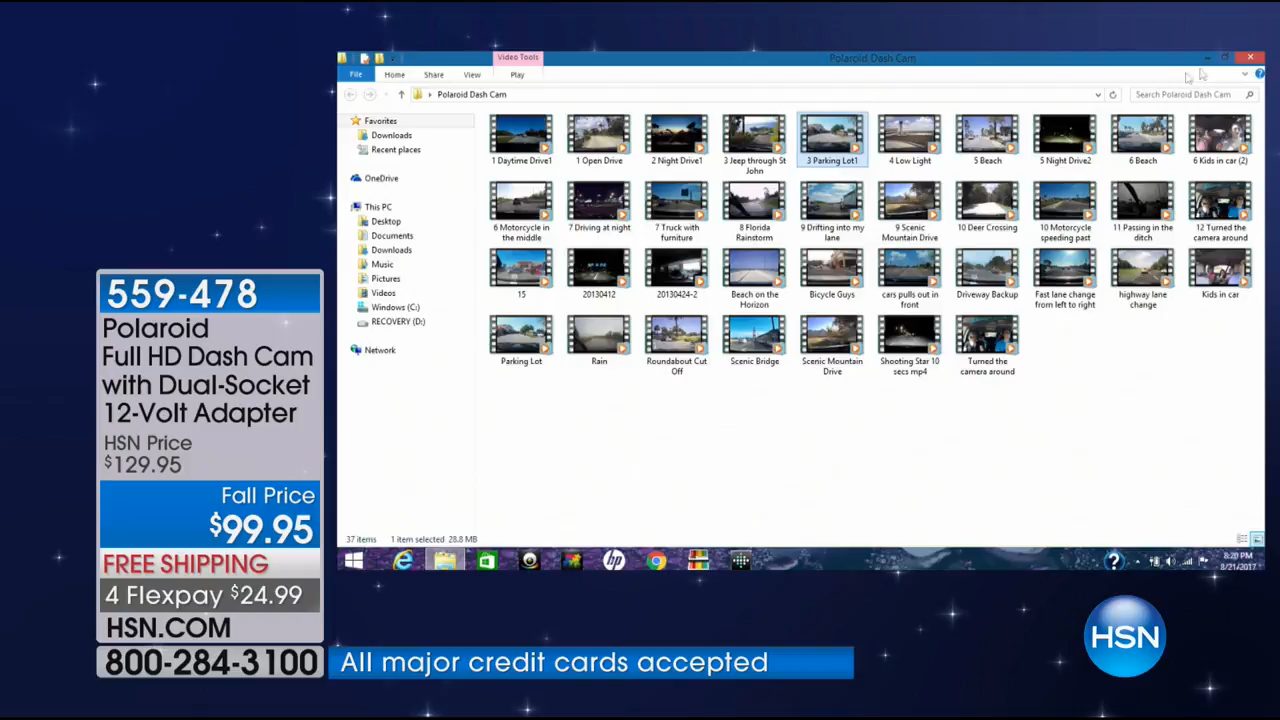 Video Tools
Polaroid Dash Cam
File Home Share View Play
Polaroid Dash Cam
Search Polaroid Dash Cam
Favorites
Downloads
Recent places
OneDrive
This PC
Desktop
Documents
Downloads
Music
Pictures
Videos
Windows (C:)
RECOVERY (D:)
Network
1 Daytime Drive1
1 Open Drive
2 Night Drive1
3 Jeep through St
John
3 Parking Lot1
4 Low Light
5 Beach
5 Night Drive2
6 Beach
6 Kids in car (2)
6 Motorcycle in
the middle
7 Driving at night
7 Truck with
furniture
8 Florida
Rainstorm
9 Drifting into my
lane
9 Scenic
Mountain Drive
10 Deer Crossing
10 Motorcycle
speeding past
11 Passing in the
ditch
12 Turned the
camera around
15
20130412
20130424-2
Beach on the
Horizon
Bicycle Guys
cars pulls out in
front
Driveway Backup
Fast lane change
from left to right
highway lane
change
Kids in car
Parking Lot
Rain
Roundabout Cut
Off
Scenic Bridge
Scenic Mountain
Drive
Shooting Star 10
secs mp4
Turned the
camera around
37 items 1 item selected 28.8 MB
8:20 PM
8/21/2017
559-478
Polaroid
Full HD Dash Cam
with Dual-Socket
12-Volt Adapter
HSN Price
$129.95
Fall Price
$99.95
FREE SHIPPING
4 Flexpay $24.99
HSN.COM
800-284-3100
All major credit cards accepted
HSN